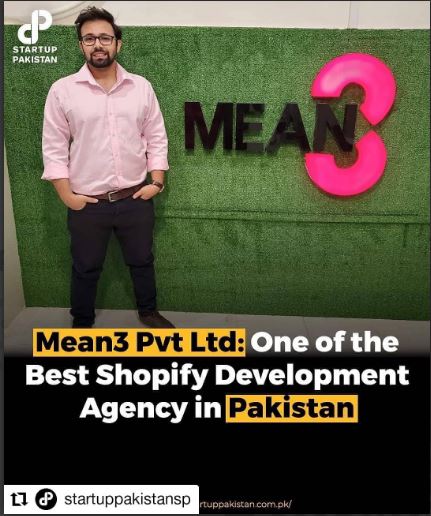 STARTUP
PAKISTAN
MEAN3
Mean3 Pvt Ltd: One of the
Best Shopify Development
Agency in Pakistan
startuppakistansp
rtuppakistan.com.pk/